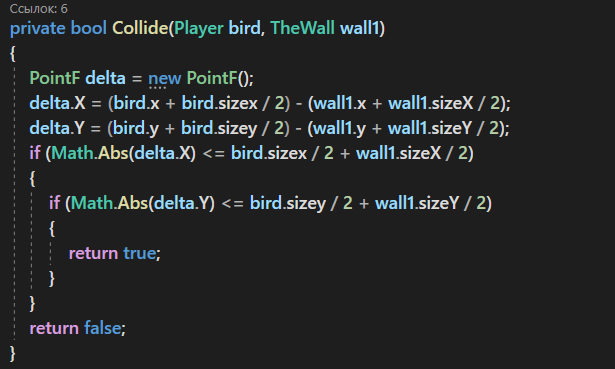 Ссылок: 6
private bool Collide(Player bird, TheWall wall1)
{
PointF delta = new PointF();
delta.X = (bird.x + bird.sizex / 2) - (wall1.x + wall1.sizeX / 2);
delta.Y = (bird.y + bird.sizey / 2) - (wall1.y + wall1.sizeY / 2);
if (Math.Abs(delta.X) <= bird.sizex / 2 + wall1.sizeX / 2)
{
if (Math.Abs(delta.Y) <= bird.sizey / 2 + wall1.sizeY / 2)
{
return true;
}
}
return false;
}